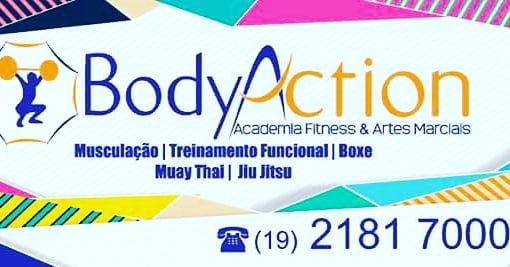 BodyAction
Academia Fitness & Artes Marciais
Musculação | Treinamento Funcional | Boxe
Muay Thai | Jiu Jitsu
(19) 2181 7000